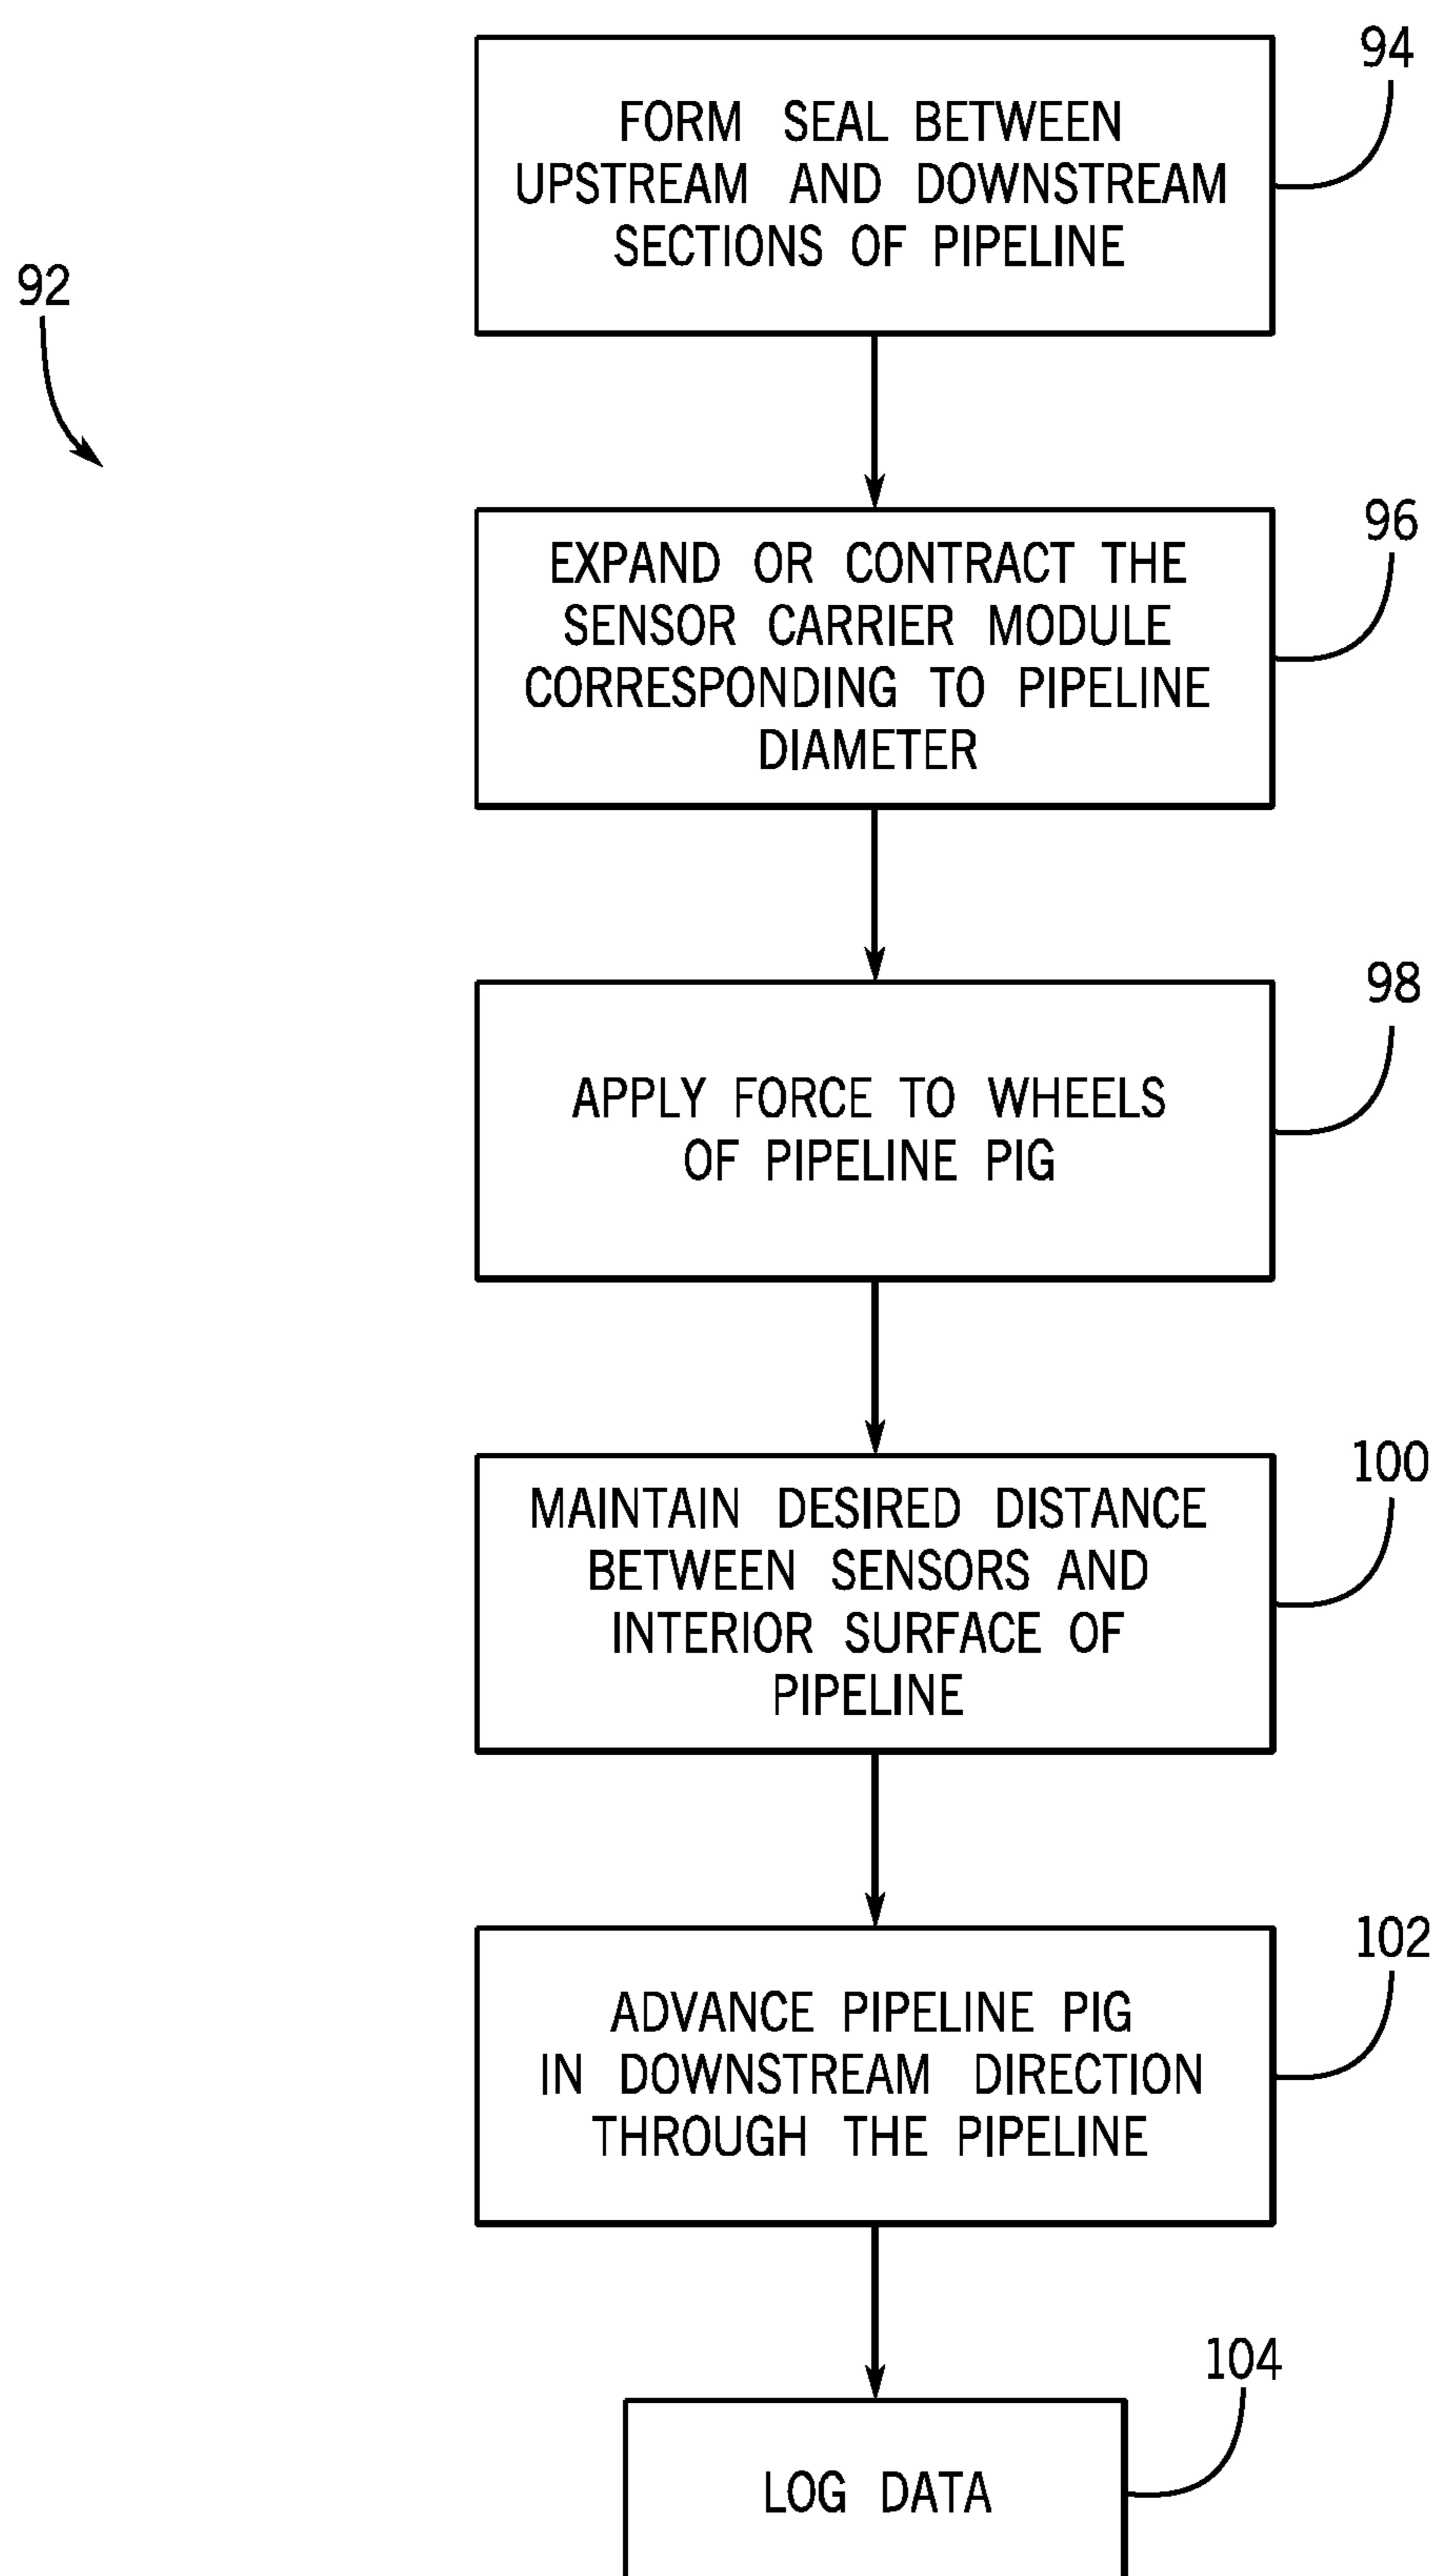 94
FORM SEAL BETWEEN
UPSTREAM AND DOWNSTREAM
SECTIONS OF PIPELINE
92
96
EXPAND OR CONTRACT THE
SENSOR CARRIER MODULE
CORRESPONDING TO PIPELINE
DIAMETER
98
APPLY FORCE TO WHEELS
OF PIPELINE PIG
100
MAINTAIN DESIRED DISTANCE
BETWEEN SENSORS AND
INTERIOR SURFACE OF
PIPELINE
102
ADVANCE PIPELINE PIG
IN DOWNSTREAM DIRECTION
THROUGH THE PIPELINE
104
LOG DATA